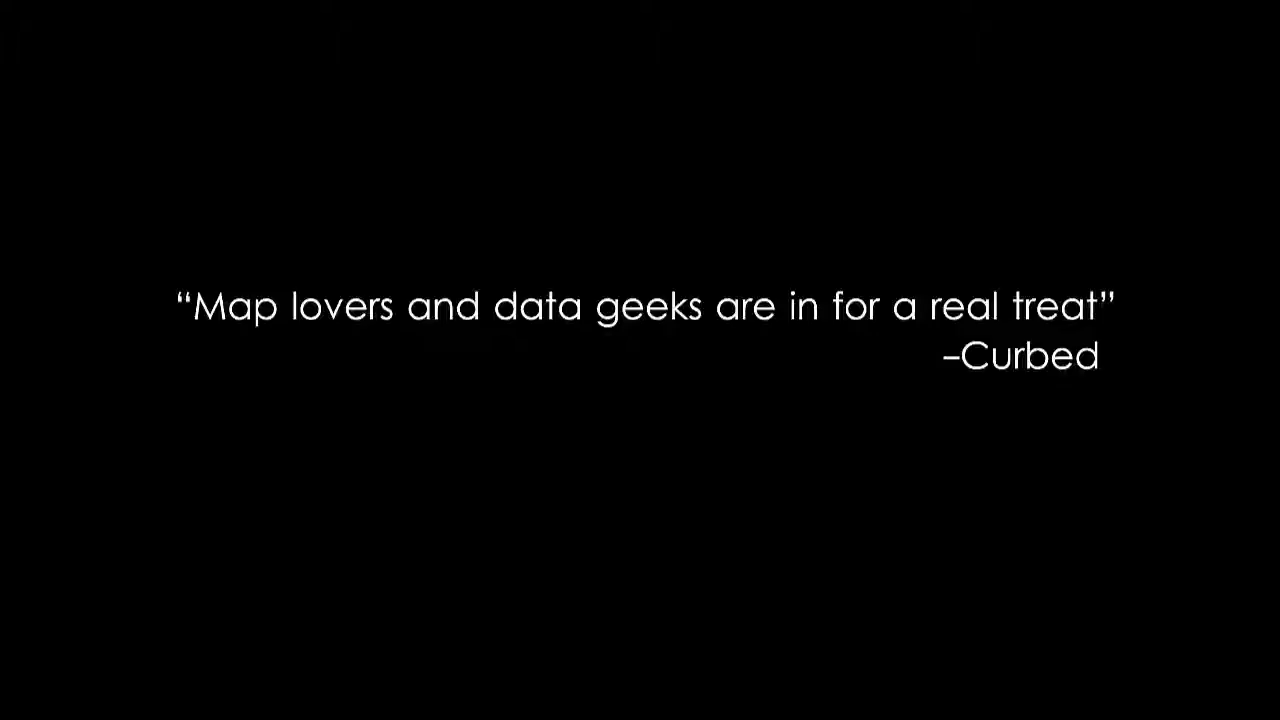 “Map lovers and data geeks are in for a real treat”
–Curbed